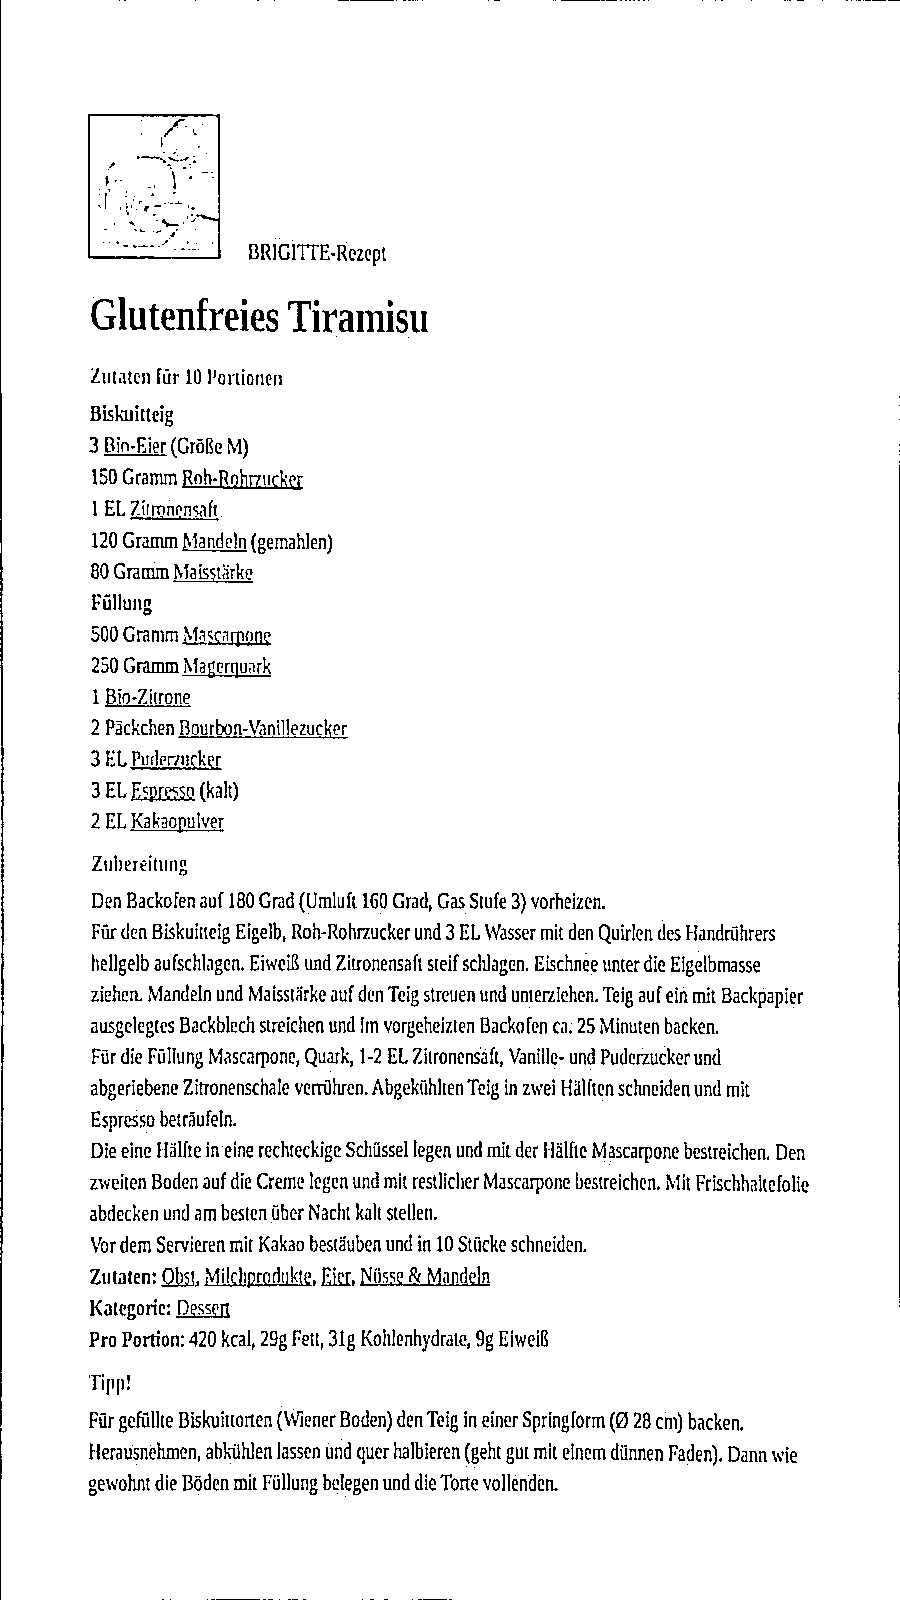 BRIGITTE-Rezept
Glutenfreies Tiramisu
Zutaten für 10 Portionen
Biskuitteig
3 Bio-Eier (Größe M)
150 Gramm Roh-Rohrzucker
1 EL Zitronensaft
120 Gramm Mandeln (gemahlen)
80 Gramm Maisstärke
Füllung
500 Gramm Mascarpone
250 Gramm Magerquark
1 Bio-Zitrone
2 Päckchen Bourbon-Vanillezucker
3 EL Puderzucker
3 EL Espresso (kalt)
2 EL Kakaopulver
Zubereitung
Den Backofen auf 180 Grad (Umluft 160 Grad, Gas Stufe 3) vorheizen.
Für den Biskuitteig Eigelb, Roh-Rohrzucker und 3 EL Wasser mit den Quirlen des Handrührers
hellgelb aufschlagen. Eiweiß und Zitronensaft steif schlagen. Eischnee unter die Eigelbmasse
ziehen. Mandeln und Maisstärke auf den Teig streuen und unterziehen. Teig auf ein mit Backpapier
ausgelegtes Backblech streichen und im vorgeheizten Backofen ca. 25 Minuten backen.
Für die Füllung Mascarpone, Quark, 1-2 EL Zitronensaft, Vanille- und Puderzucker und
abgeriebene Zitronenschale verrühren. Abgekühlten Teig in zwei Hälften schneiden und mit
Espresso beträufeln.
Die eine Hälfte in eine rechteckige Schüssel legen und mit der Hälfte Mascarpone bestreichen. Den
zweiten Boden auf die Creme legen und mit restlicher Mascarpone bestreichen. Mit Frischhaltefolie
abdecken und am besten über Nacht kalt stellen.
Vor dem Servieren mit Kakao bestäuben und in 10 Stücke schneiden.
Zutaten: Obst, Milchprodukte, Eier, Nüsse & Mandeln
Kategorie: Dessert
Pro Portion: 420 kcal, 29g Fett, 31g Kohlenhydrate, 9g Eiweiß
Tipp!
Für gefüllte Biskuittorten (Wiener Boden) den Teig in einer Springform (Ø 28 cm) backen.
Herausnehmen, abkühlen lassen und quer halbieren (geht gut mit einem dünnen Faden). Dann wie
gewohnt die Böden mit Füllung belegen und die Torte vollenden.